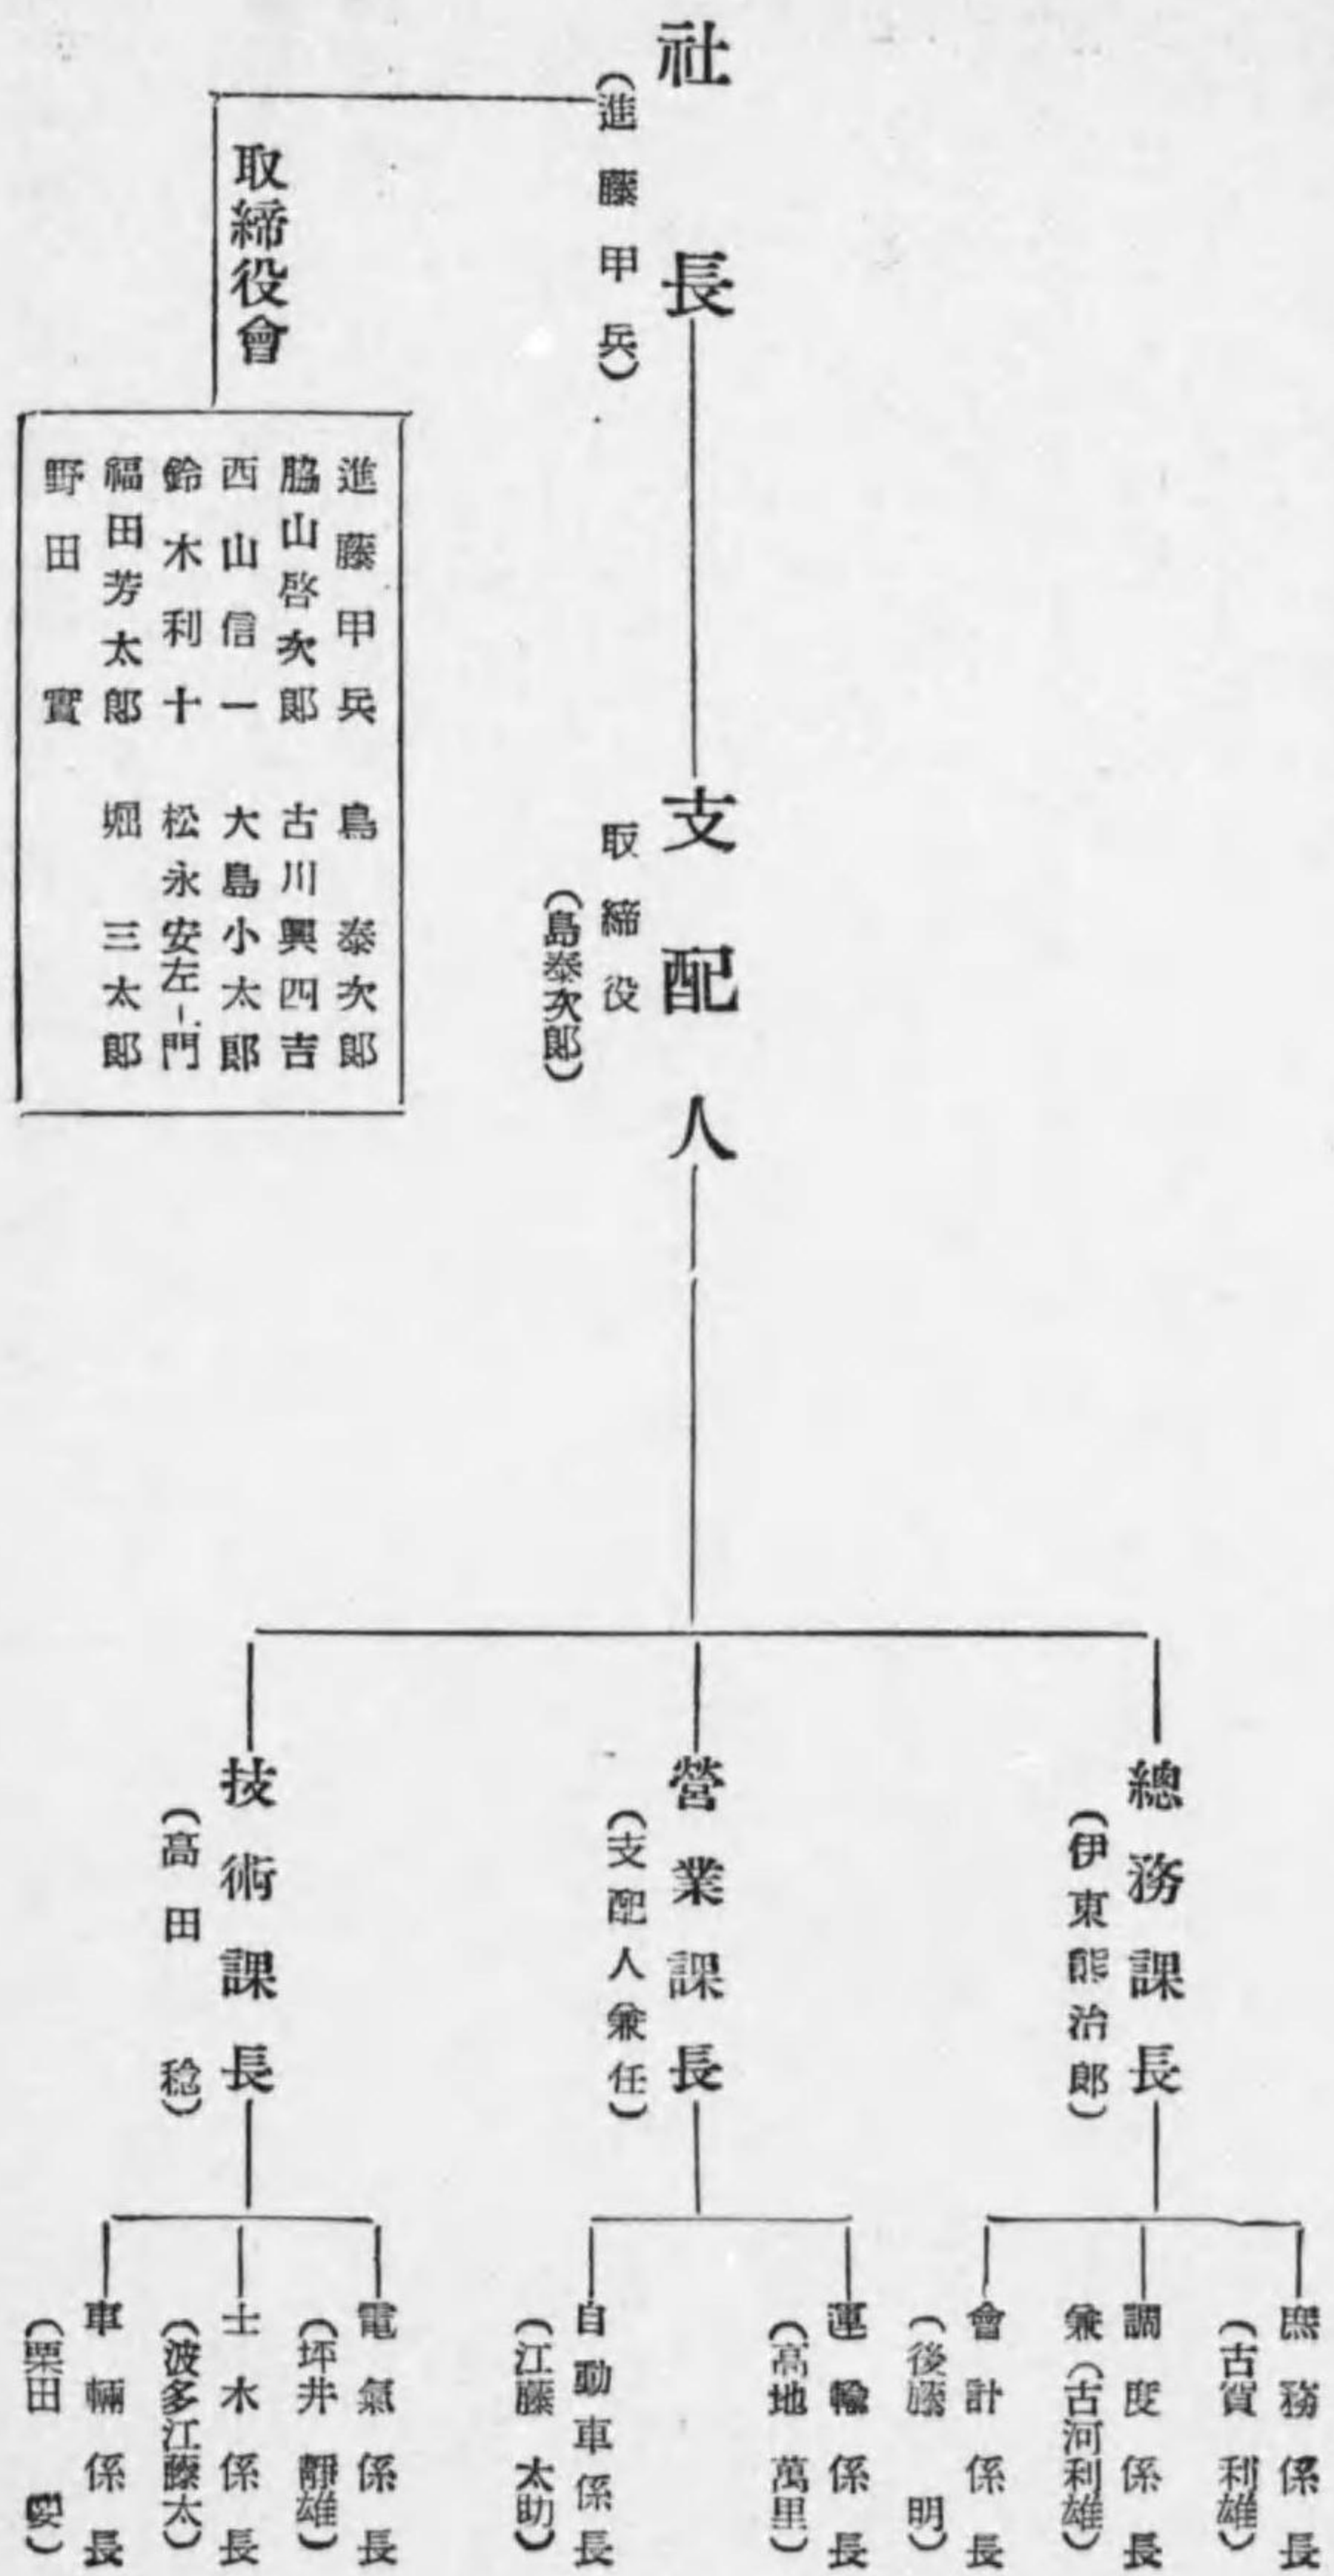 社長
（進藤甲兵）
取締役會
進藤甲兵 島泰次郎
脇山啓次郎 古川興四吉
西山信一 大島小太郎
鈴木利十 松永安左ヱ門
福田芳太郎 堀三太郎
野田實
支配人
取締役
（島泰次郎）
總務課長
（伊東熊治郎）
庶務係長
（古賀利雄）
調度係長
兼（古河利雄）
會計係長
（後藤明）
營業課長
（支配人兼任）
運輸係長
（高地萬里）
自動車係長
（江藤太助）
技術課長
（高田稔）
電氣係長
（坪井靜雄）
土木係長
（波多江藤太）
車輛係長
（栗田